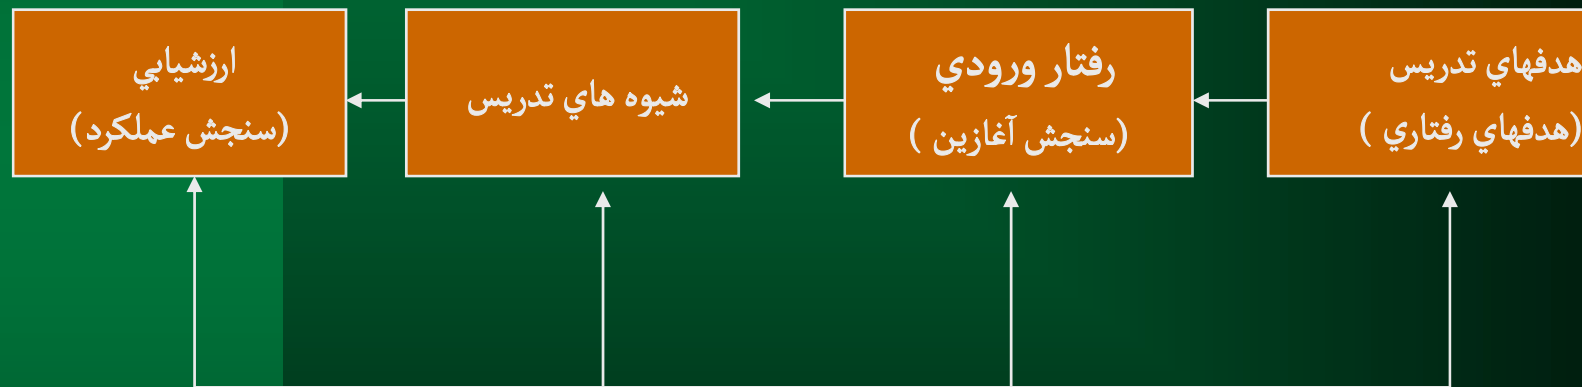 هدفهاي تدريس
(هدفهاي رفتاري )
رفتار ورودي
(سنجش آغازين )
شيوه هاي تدريس
ارزشيابي
(سنجش عملكرد)